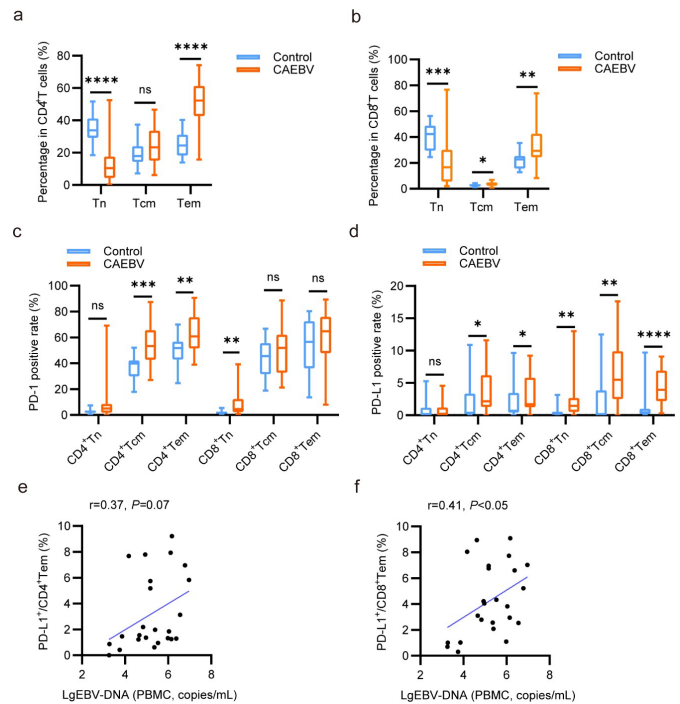 a
Control
CAEBV
Percentage in CD4⁺T cells (%)
80
60
40
20
0
****
ns
****
Tn
Tcm
Tem
b
Control
CAEBV
Percentage in CD8⁺T cells (%)
100
80
60
40
20
0
***
*
**
Tn
Tcm
Tem
c
Control
CAEBV
PD-1 positive rate (%)
100
80
60
40
20
0
ns
***
**
**
ns
ns
CD4⁺Tn
CD4⁺Tcm
CD4⁺Tem
CD8⁺Tn
CD8⁺Tcm
CD8⁺Tem
d
Control
CAEBV
PD-L1 positive rate (%)
20
15
10
5
0
ns
*
*
**
**
****
CD4⁺Tn
CD4⁺Tcm
CD4⁺Tem
CD8⁺Tn
CD8⁺Tcm
CD8⁺Tem
e
r=0.37, P=0.07
PD-L1⁺/CD4⁺Tem (%)
10
8
6
4
2
0
2
4
6
8
LgEBV-DNA (PBMC, copies/mL)
f
r=0.41, P<0.05
PD-L1⁺/CD8⁺Tem (%)
10
8
6
4
2
0
2
4
6
8
LgEBV-DNA (PBMC, copies/mL)